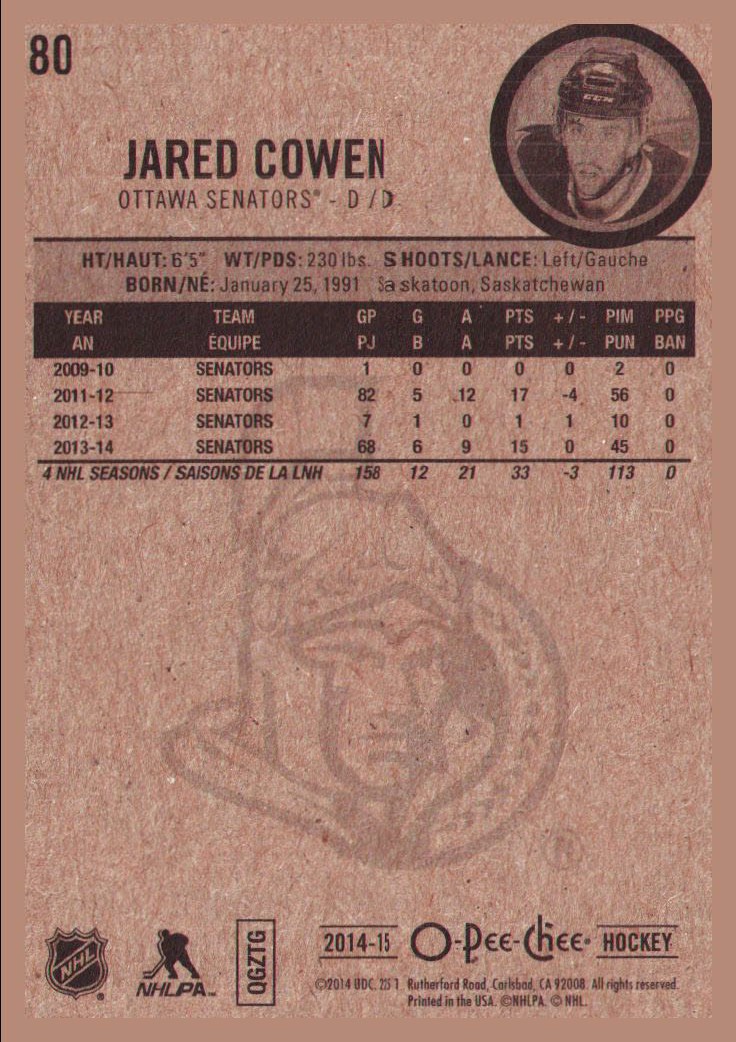 80
CCM
JARED COWEN
OTTAWA SENATORS® - D / D
HT/HAUT: 6'5" WT/PDS: 230 lbs. SHOOTS/LANCE: Left/Gauche
BORN/NÉ: January 25, 1991 Saskatoon, Saskatchewan
YEAR TEAM GP G A PTS +/- PIM PPG
AN ÉQUIPE PJ B A PTS +/- PUN BAN
2009-10 SENATORS 1 0 0 0 0 2 0
2011-12 SENATORS 82 5 12 17 -4 56 0
2012-13 SENATORS 7 1 0 1 1 10 0
2013-14 SENATORS 68 6 9 15 0 45 0
4 NHL SEASONS / SAISONS DE LA LNH 158 12 21 33 -3 113 0
®
NHL ®
NHLPA™
QGZTG
2014-15 O-Pee-Chee® HOCKEY
©2014 UDC. Rutherford Road, Carlsbad, CA 92008. All rights reserved.
Printed in the USA. ©NHLPA. © NHL.